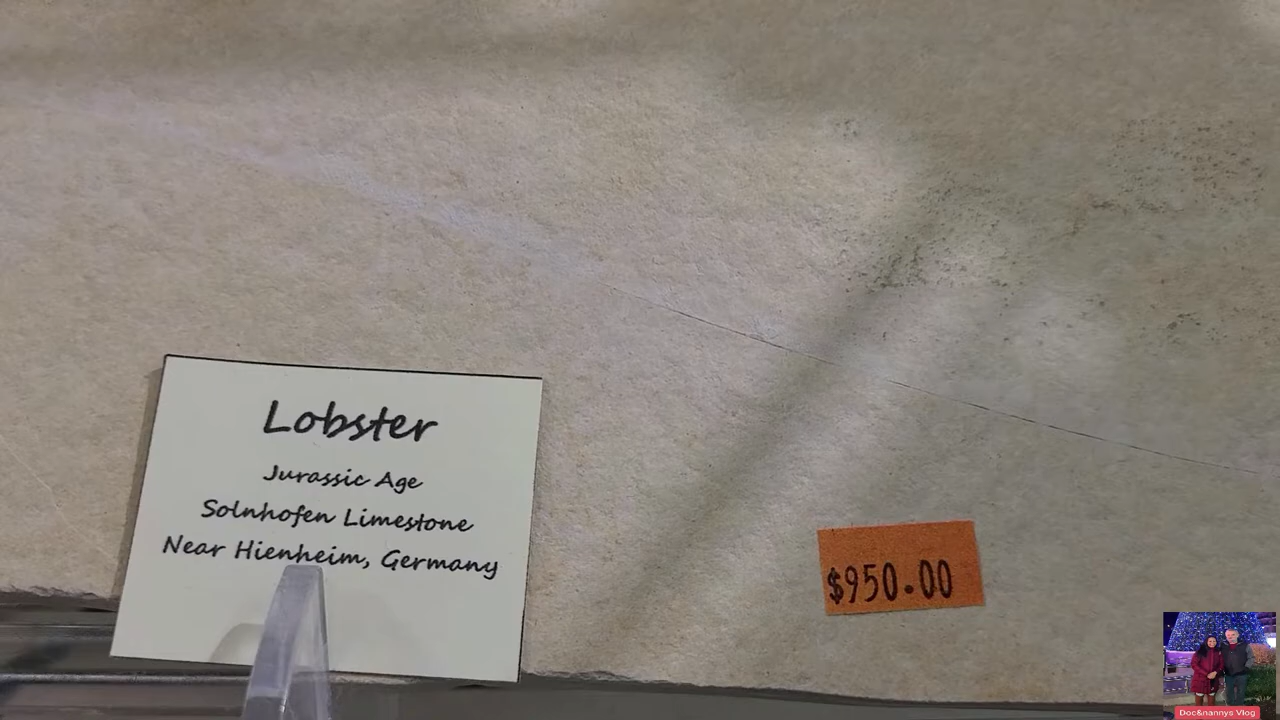 Lobster
Jurassic Age
Solnhofen Limestone
Near Hienheim, Germany
$950.00
Doc&nannys Vlog